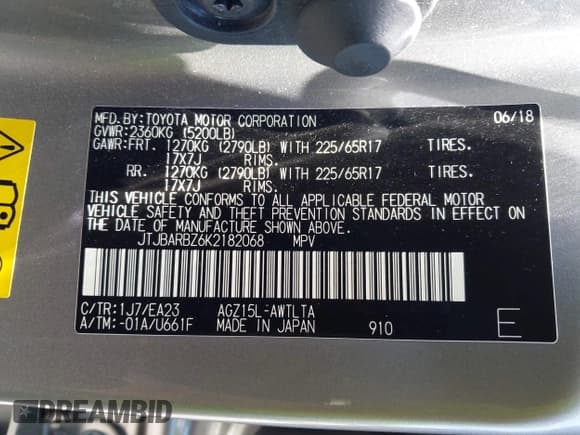 MFD.BY:TOYOTA MOTOR CORPORATION 06/18
GVWR:2360KG (5200LB)
GAWR:FRT. 1270KG (2790LB) WITH 225/65R17 TIRES.
17X7J RIMS.
RR. 1270KG (2790LB) WITH 225/65R17 TIRES.
17X7J RIMS.
THIS VEHICLE CONFORMS TO ALL APPLICABLE FEDERAL MOTOR
VEHICLE SAFETY AND THEFT PREVENTION STANDARDS IN EFFECT ON
THE DATE OF MANUFACTURE SHOWN ABOVE.
JTJBARBZ6K2182068 MPV
C/TR:1J7/EA23 AGZ15L-AWTLTA
A/TM:-01A/U661F MADE IN JAPAN 910 E
DREAMBID